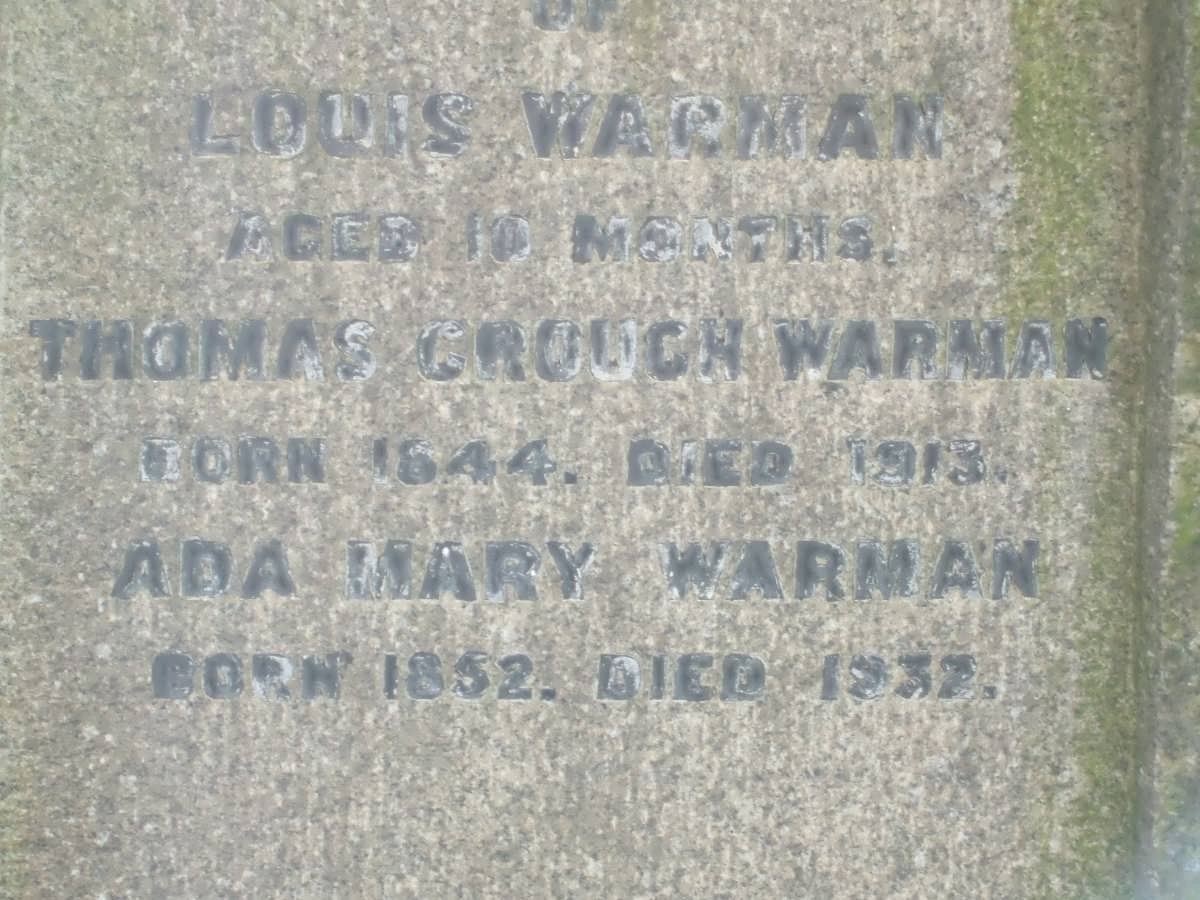 OF
LOUIS WARMAN
AGED 10 MONTHS.
THOMAS CROUCH WARMAN
BORN 1844. DIED 1913.
ADA MARY WARMAN
BORN 1852. DIED 1932.